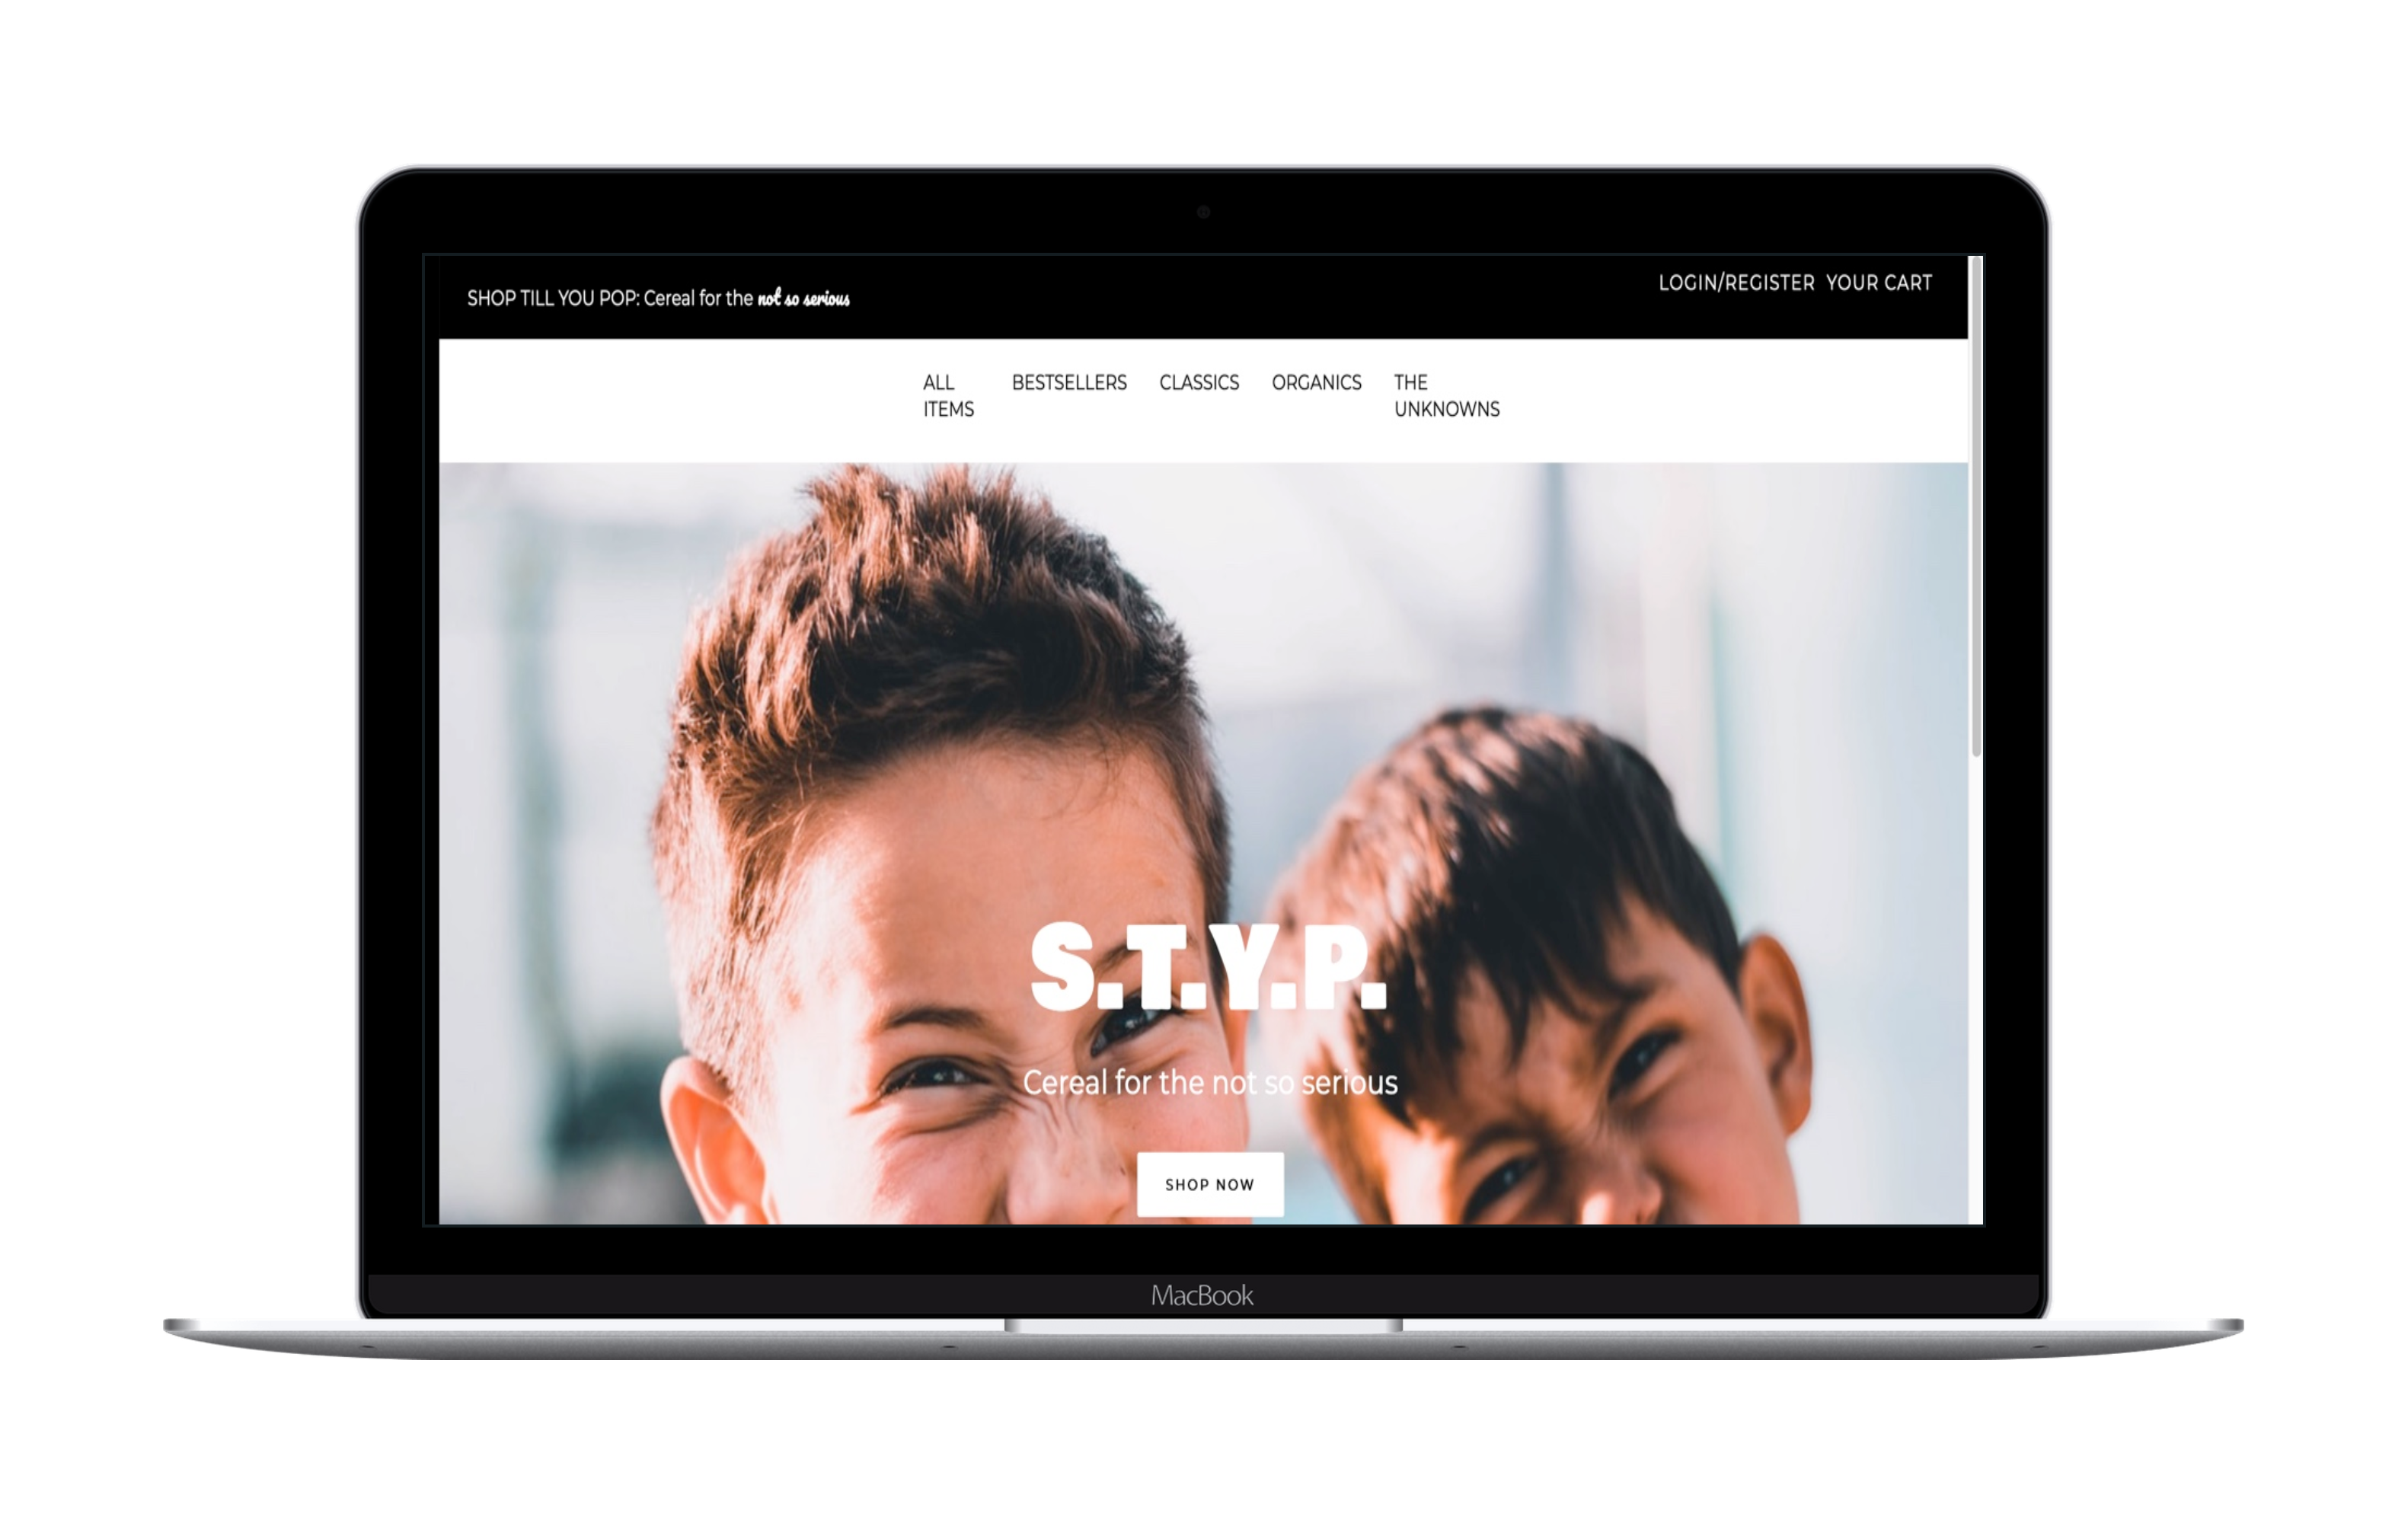 SHOP TILL YOU POP: Cereal for the not so serious
LOGIN/REGISTER YOUR CART
ALL ITEMS
BESTSELLERS
CLASSICS
ORGANICS
THE UNKNOWNS
S.T.Y.P.
Cereal for the not so serious
SHOP NOW
MacBook